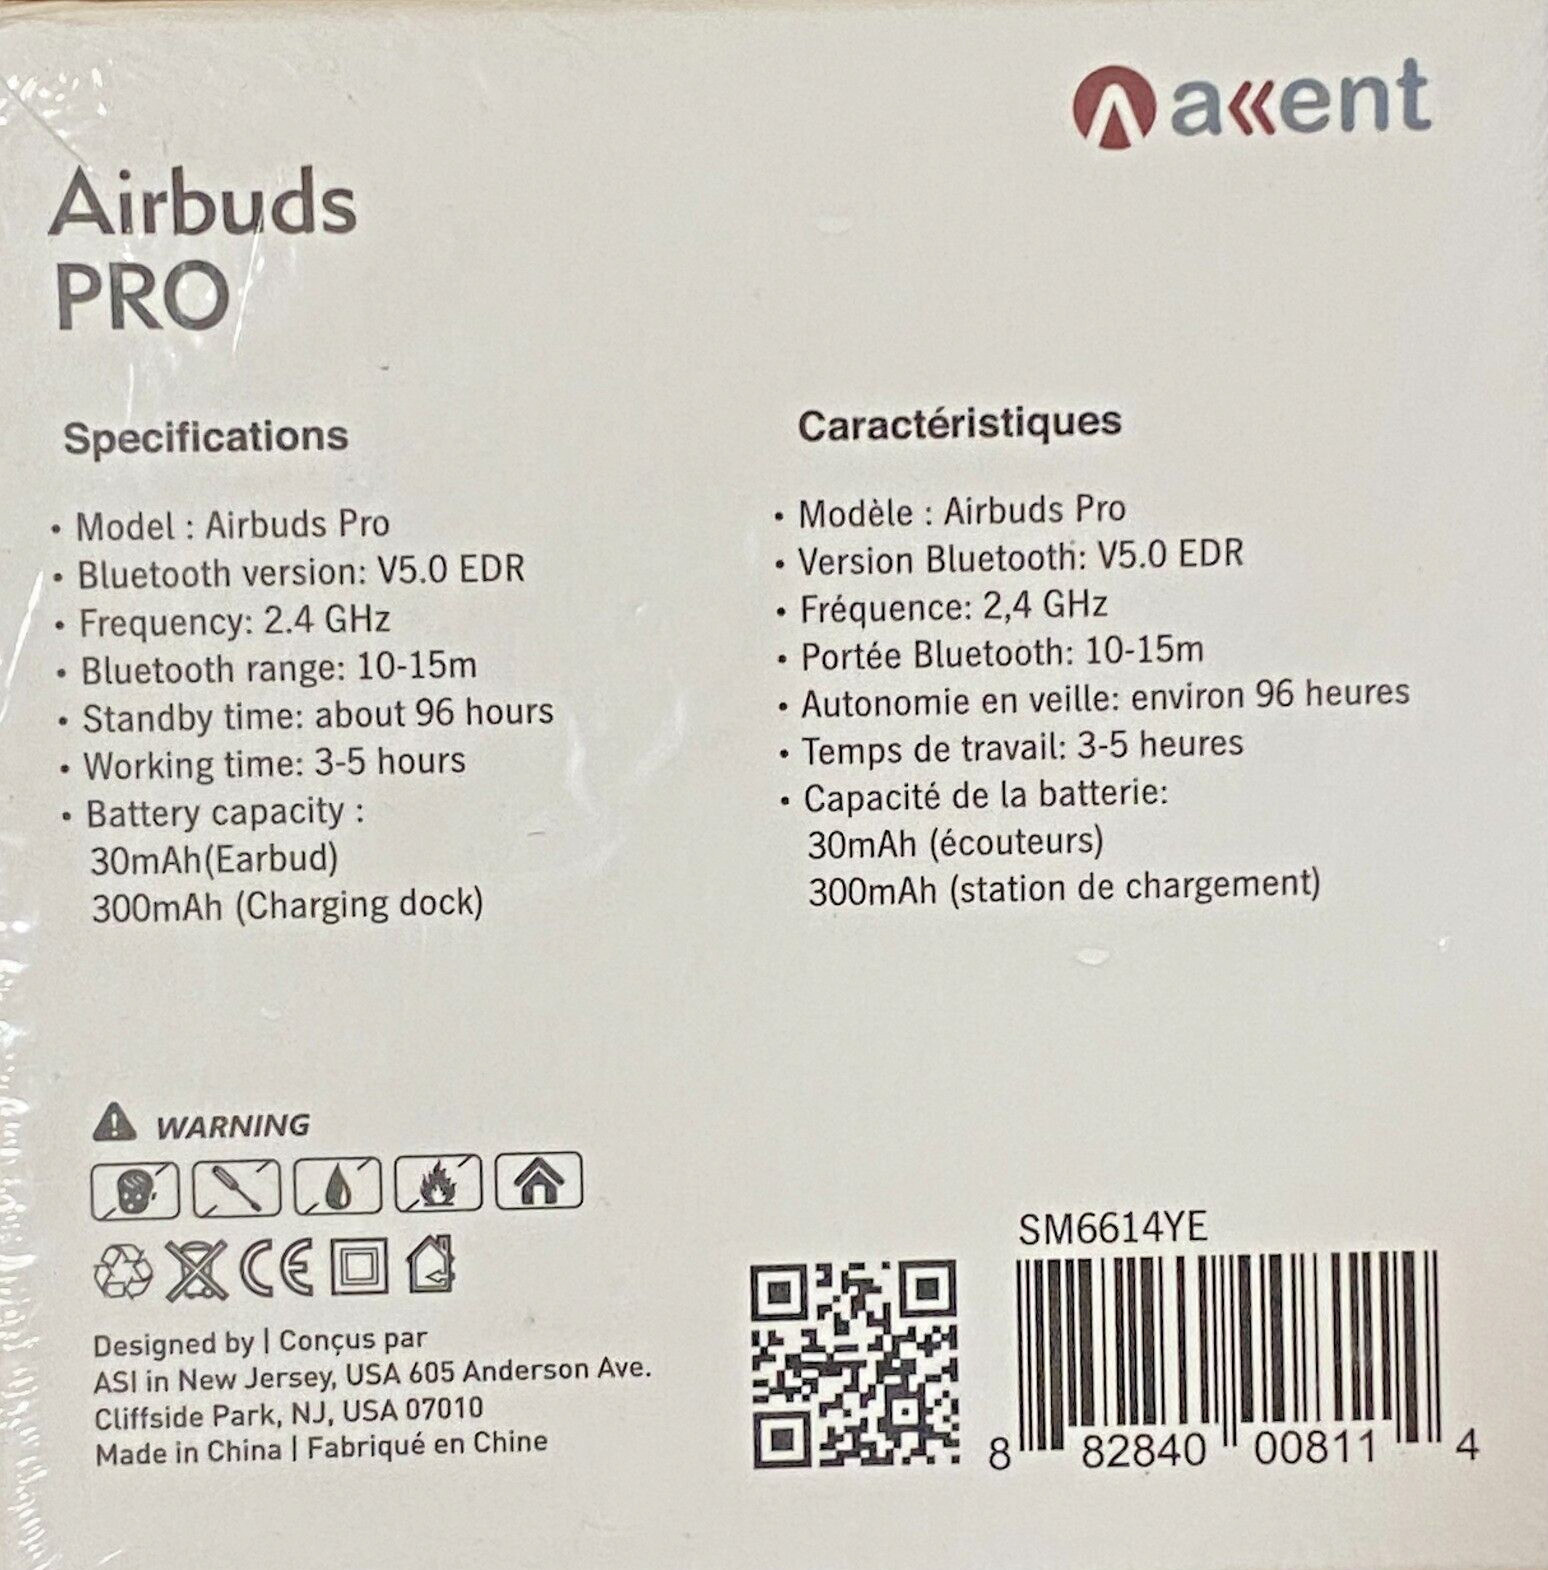 a««ent
Airbuds
PRO
Specifications
• Model : Airbuds Pro
• Bluetooth version: V5.0 EDR
• Frequency: 2.4 GHz
• Bluetooth range: 10-15m
• Standby time: about 96 hours
• Working time: 3-5 hours
• Battery capacity :
30mAh(Earbud)
300mAh (Charging dock)
Caractéristiques
• Modèle : Airbuds Pro
• Version Bluetooth: V5.0 EDR
• Fréquence: 2,4 GHz
• Portée Bluetooth: 10-15m
• Autonomie en veille: environ 96 heures
• Temps de travail: 3-5 heures
• Capacité de la batterie:
30mAh (écouteurs)
300mAh (station de chargement)
WARNING
CE
Designed by | Conçus par
ASI in New Jersey, USA 605 Anderson Ave.
Cliffside Park, NJ, USA 07010
Made in China | Fabriqué en Chine
SM6614YE
8 82840 00811 4